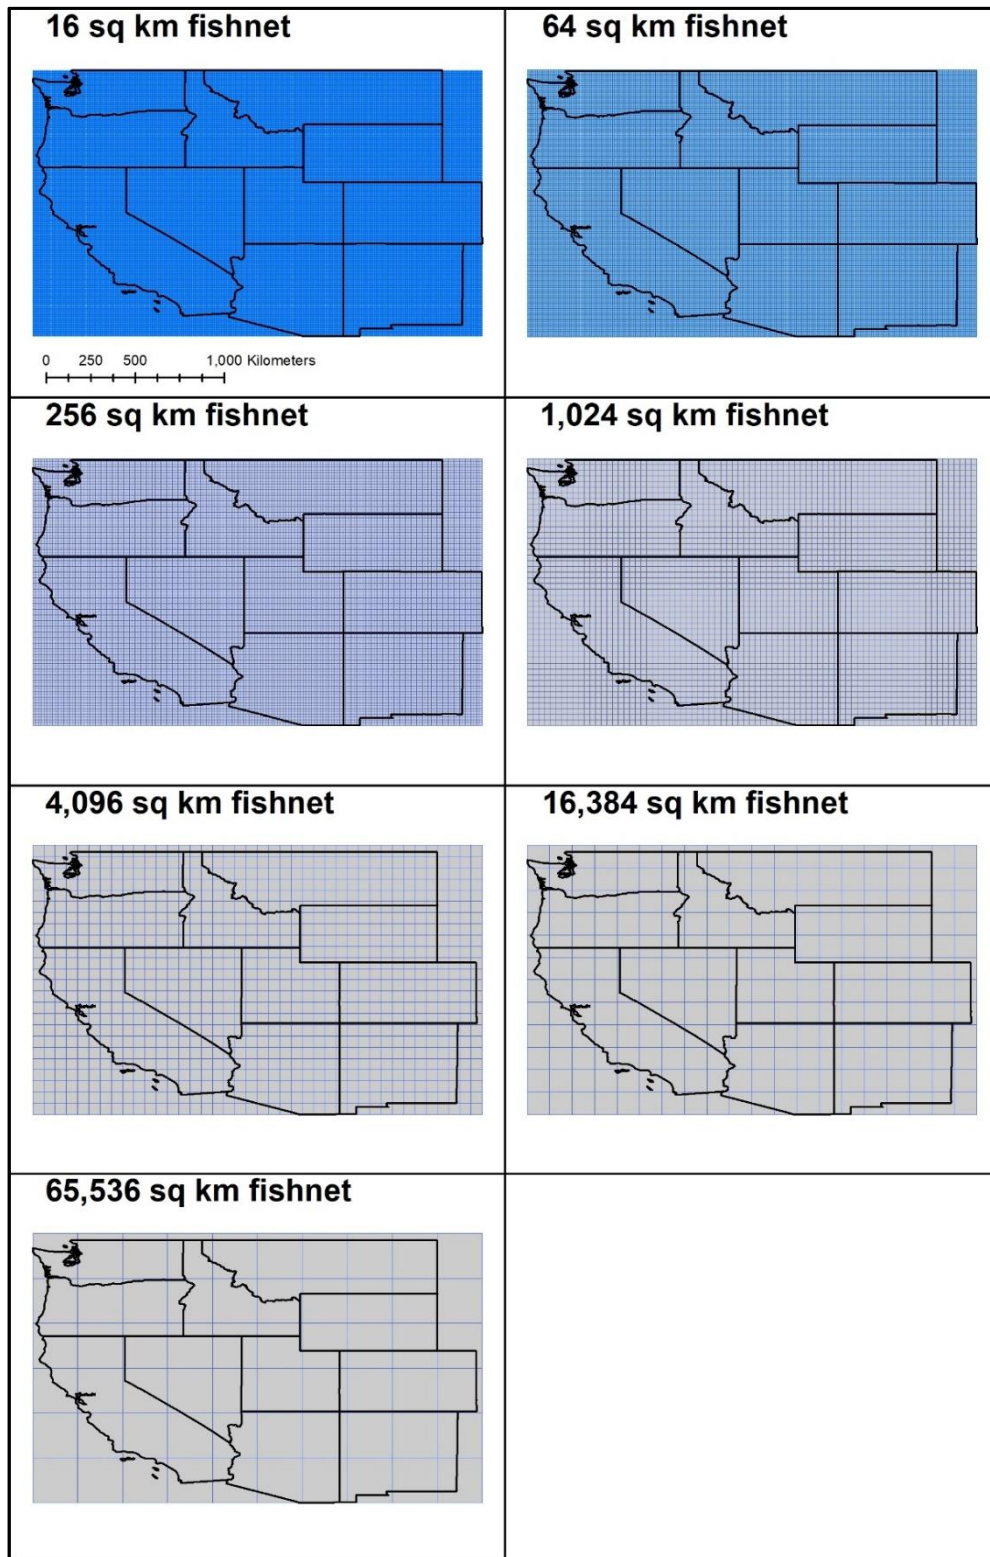 16 sq km fishnet
64 sq km fishnet
0 250 500 1,000 Kilometers
256 sq km fishnet
1,024 sq km fishnet
4,096 sq km fishnet
16,384 sq km fishnet
65,536 sq km fishnet